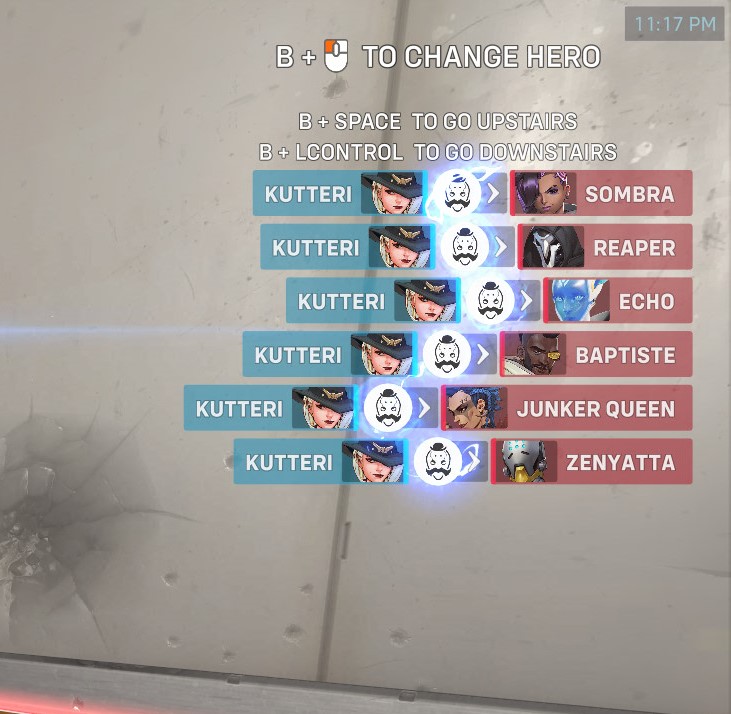 11:17 PM
B + TO CHANGE HERO
B + SPACE TO GO UPSTAIRS
B + LCONTROL TO GO DOWNSTAIRS
KUTTERI SOMBRA
KUTTERI REAPER
KUTTERI ECHO
KUTTERI BAPTISTE
KUTTERI JUNKER QUEEN
KUTTERI ZENYATTA